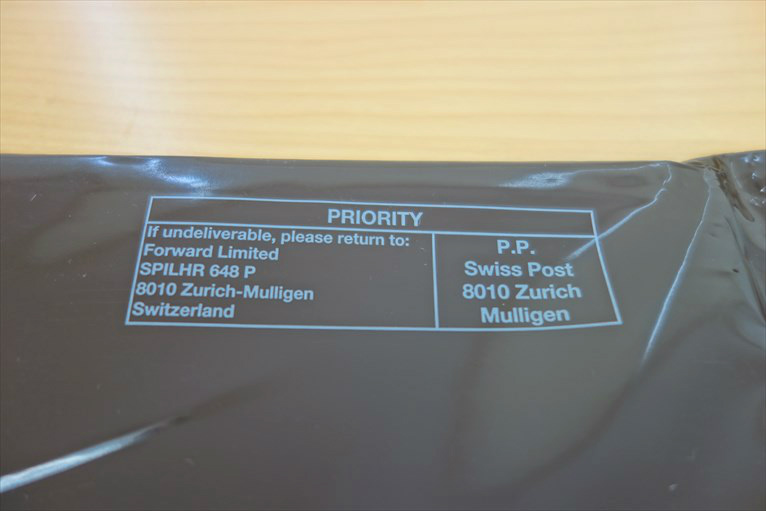 PRIORITY
If undeliverable, please return to:
Forward Limited
SPILHR 648 P
8010 Zurich-Mulligen
Switzerland
P.P.
Swiss Post
8010 Zurich
Mulligen